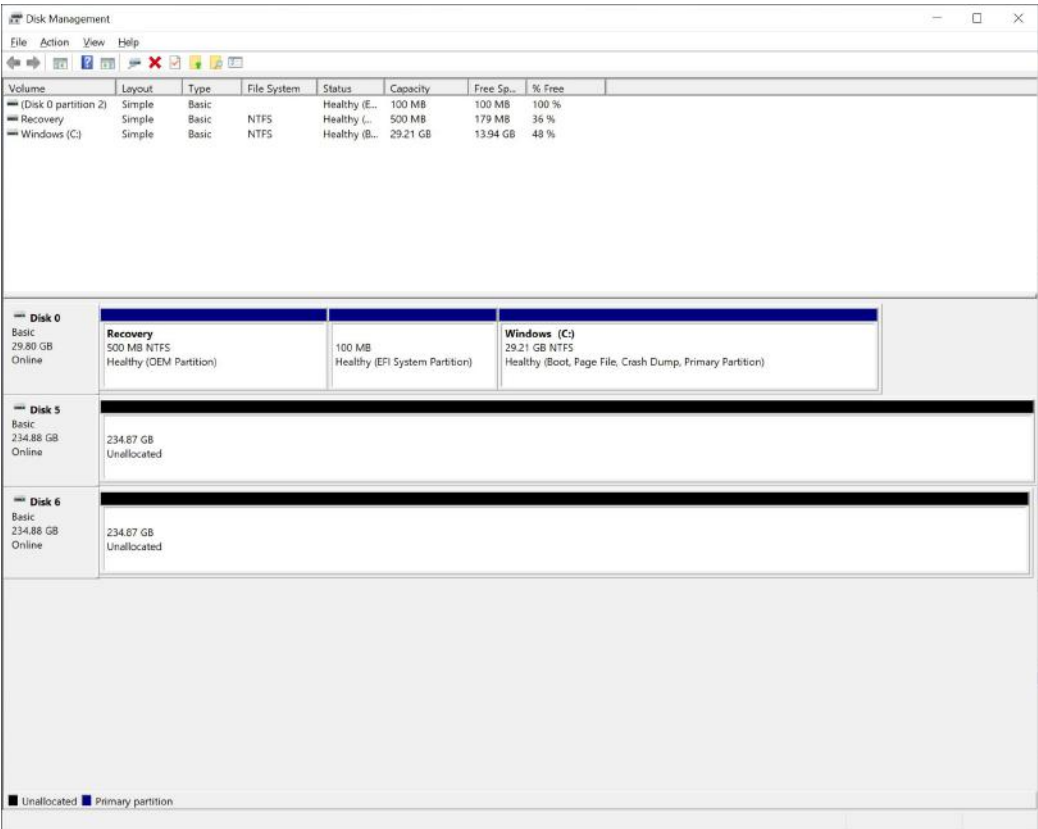 Disk Management
File Action View Help
Volume Layout Type File System Status Capacity Free Sp... % Free
(Disk 0 partition 2) Simple Basic Healthy (E... 100 MB 100 MB 100 %
Recovery Simple Basic NTFS Healthy (... 500 MB 179 MB 36 %
Windows (C:) Simple Basic NTFS Healthy (B... 29.21 GB 13.94 GB 48 %
Disk 0
Basic
29.80 GB
Online
Recovery
500 MB NTFS
Healthy (OEM Partition)
100 MB
Healthy (EFI System Partition)
Windows (C:)
29.21 GB NTFS
Healthy (Boot, Page File, Crash Dump, Primary Partition)
Disk 5
Basic
234.88 GB
Online
234.87 GB
Unallocated
Disk 6
Basic
234.88 GB
Online
234.87 GB
Unallocated
Unallocated Primary partition